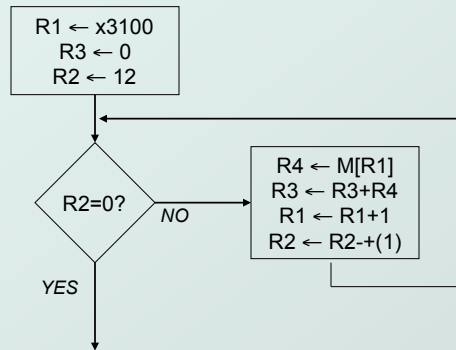 R1 ← x3100
R3 ← 0
R2 ← 12
R2=0?
NO
R4 ← M[R1]
R3 ← R3+R4
R1 ← R1+1
R2 ← R2-+(1)
YES